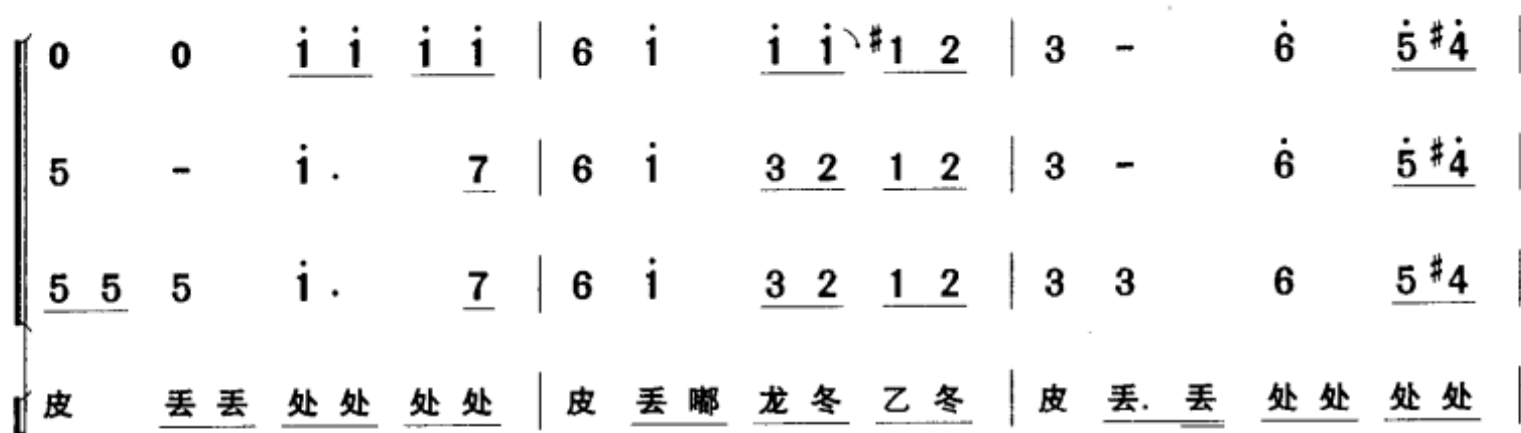 0 0 i̇ i̇ i̇ i̇ | 6 i̇ i̇ i̇ #1 2 | 3 - 6̇ 5̇ #4̇ |
5 - i̇ . 7 | 6 i̇ 3 2 1 2 | 3 - 6̇ 5̇ #4̇ |
5 5 5 i̇ . 7 | 6 i̇ 3 2 1 2 | 3 3 6 5 #4 |
皮 丢 丢 处 处 处 处 | 皮 丢 嘟 龙 冬 乙 冬 | 皮 丢. 丢 处 处 处 处 |